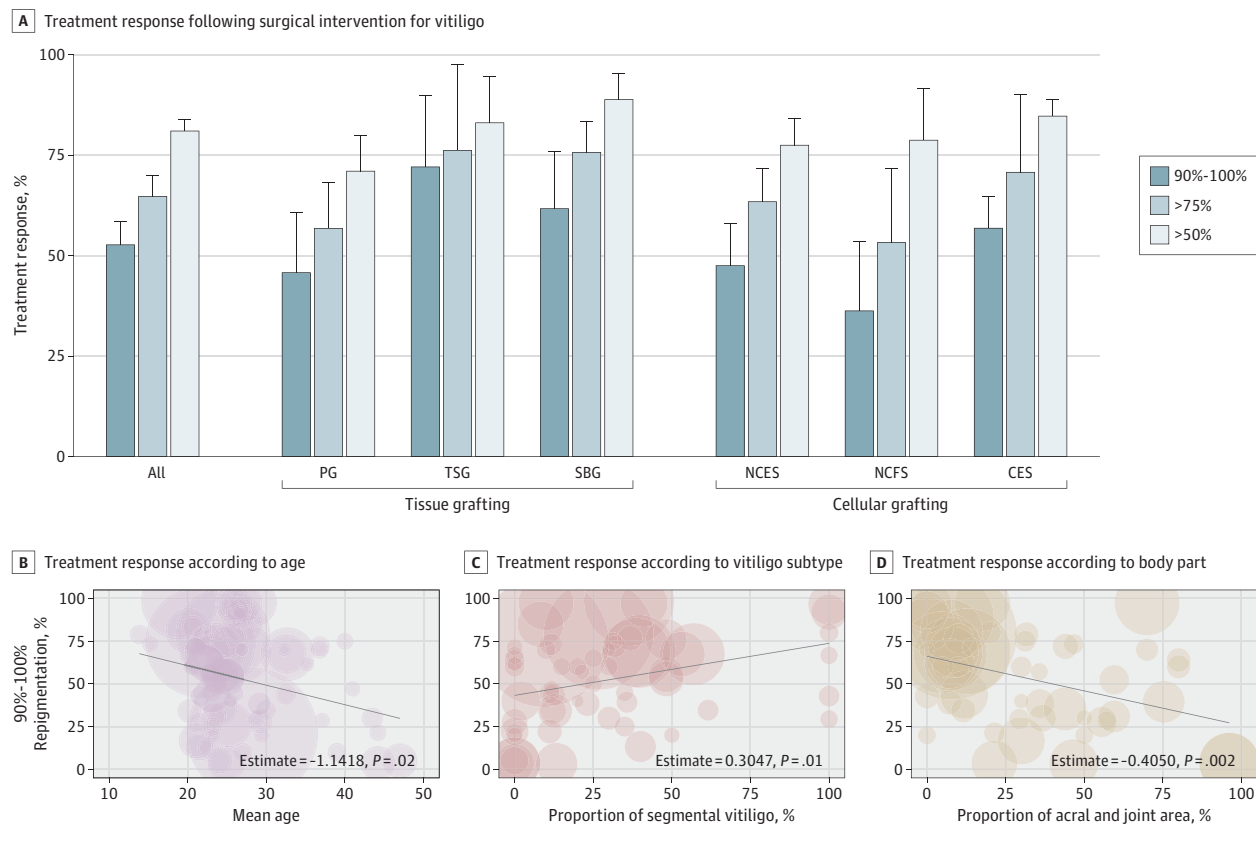 A Treatment response following surgical intervention for vitiligo
Treatment response, %
100
75
50
25
0
All
PG
TSG
SBG
NCES
NCFS
CES
Tissue grafting
Cellular grafting
90%-100%
>75%
>50%
B Treatment response according to age
90%-100%
Repigmentation, %
100
75
50
25
0
Estimate = –1.1418, P = .02
10 20 30 40 50
Mean age
C Treatment response according to vitiligo subtype
100
75
50
25
0
Estimate = 0.3047, P = .01
0 25 50 75 100
Proportion of segmental vitiligo, %
D Treatment response according to body part
100
75
50
25
0
Estimate = –0.4050, P = .002
0 25 50 75 100
Proportion of acral and joint area, %